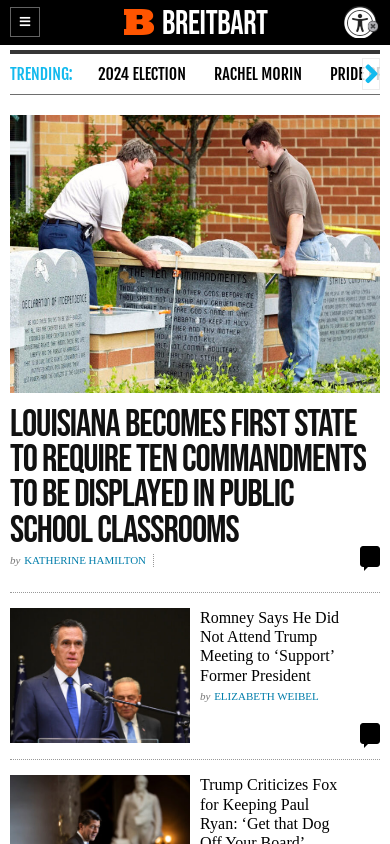 BREITBART
TRENDING:
2024 ELECTION
RACHEL MORIN
PRIDE
DECLARATION OF INDEPENDENCE
THE TEN COMMANDMENTS
LOUISIANA BECOMES FIRST STATE
TO REQUIRE TEN COMMANDMENTS
TO BE DISPLAYED IN PUBLIC
SCHOOL CLASSROOMS
by KATHERINE HAMILTON
Romney Says He Did
Not Attend Trump
Meeting to ‘Support’
Former President
by ELIZABETH WEIBEL
Trump Criticizes Fox
for Keeping Paul
Ryan: ‘Get that Dog
Off Your Board’